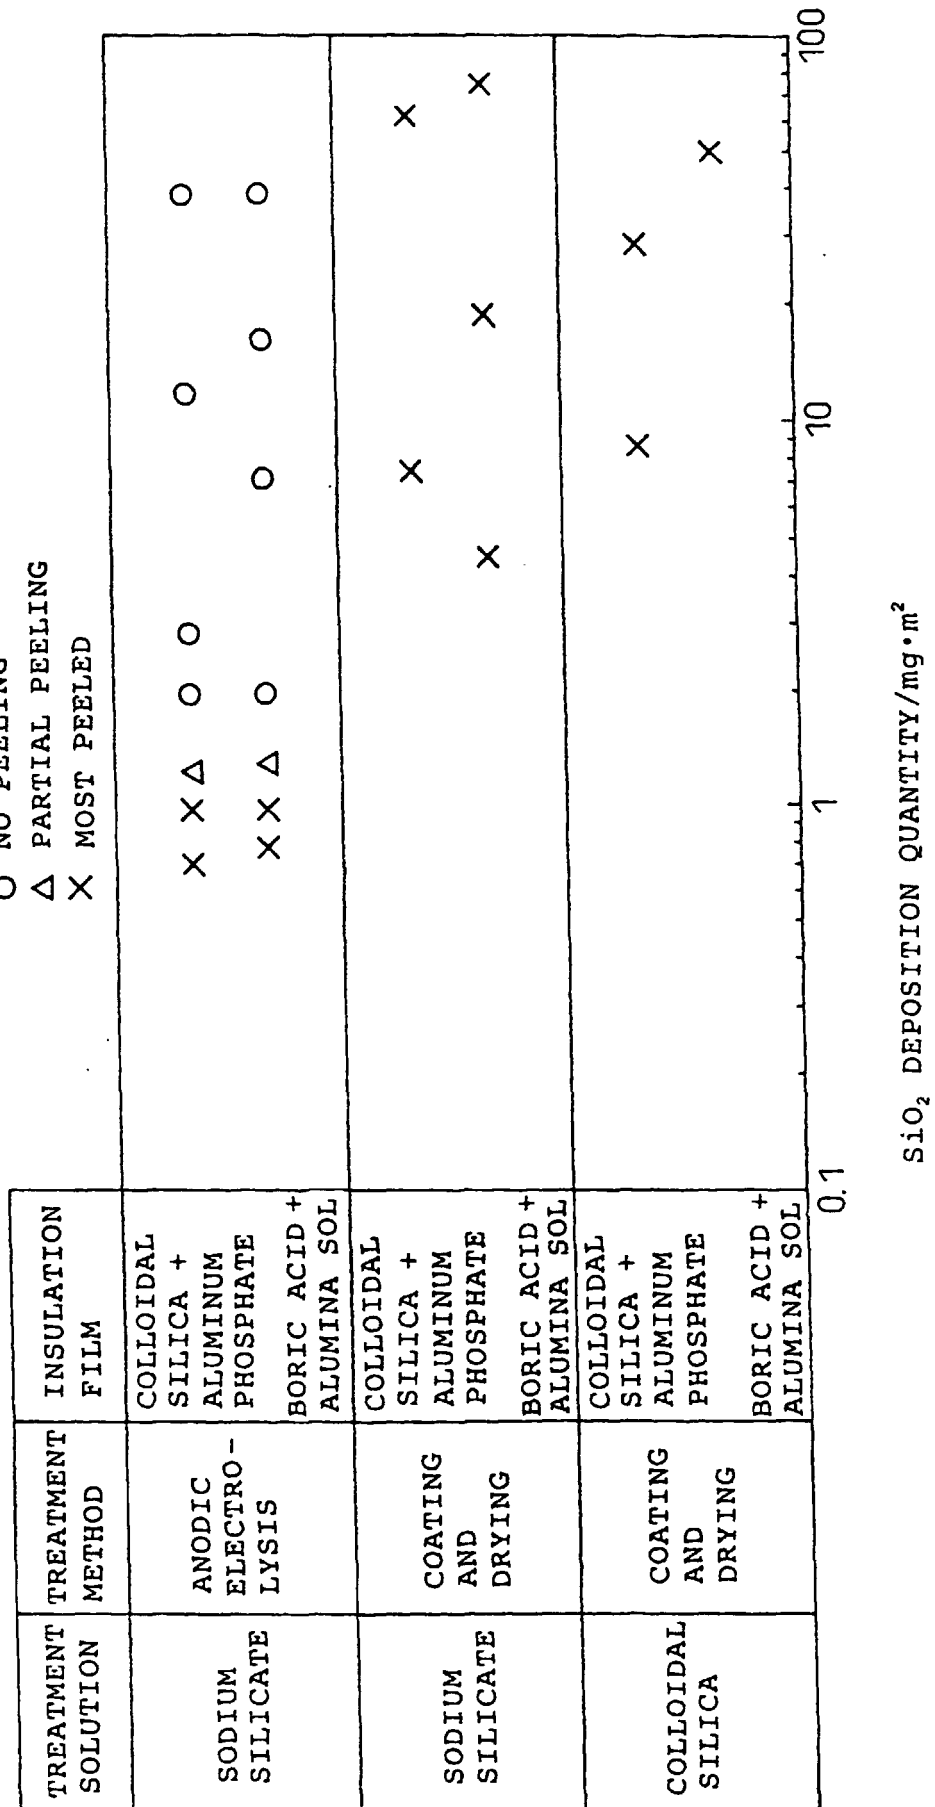 O NO PEELING
△ PARTIAL PEELING
X MOST PEELED
TREATMENT
SOLUTION
TREATMENT
METHOD
INSULATION
FILM
SODIUM
SILICATE
ANODIC
ELECTRO-
LYSIS
COLLOIDAL
SILICA +
ALUMINUM
PHOSPHATE
BORIC ACID +
ALUMINA SOL
SODIUM
SILICATE
COATING
AND
DRYING
COLLOIDAL
SILICA +
ALUMINUM
PHOSPHATE
BORIC ACID +
ALUMINA SOL
COLLOIDAL
SILICA
COATING
AND
DRYING
COLLOIDAL
SILICA +
ALUMINUM
PHOSPHATE
BORIC ACID +
ALUMINA SOL
0.1
1
10
100
SiO₂ DEPOSITION QUANTITY/mg·m²